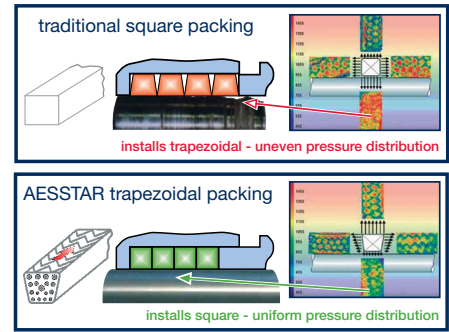 traditional square packing
installs trapezoidal - uneven pressure distribution
AESSTAR trapezoidal packing
installs square - uniform pressure distribution